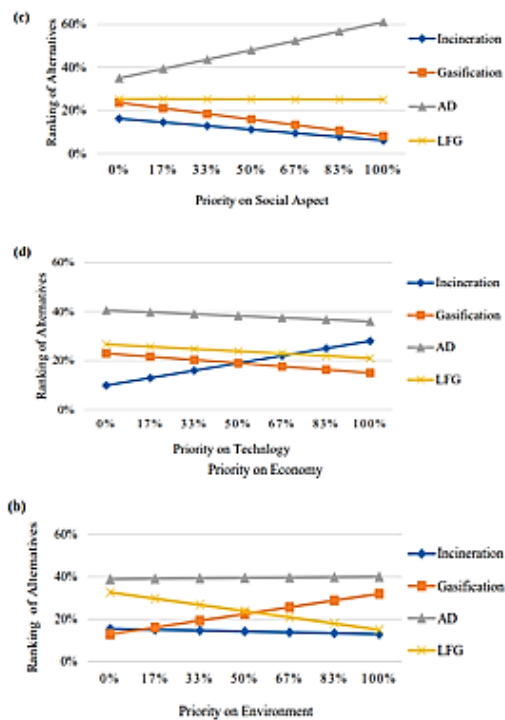 (c)
Ranking of Alternatives
60%
40%
20%
0%
0% 17% 33% 50% 67% 83% 100%
Priority on Social Aspect
Incineration
Gasification
AD
LFG
(d)
Ranking of Alternatives
60%
40%
20%
0%
0% 17% 33% 50% 67% 83% 100%
Priority on Technlogy
Priority on Economy
Incineration
Gasification
AD
LFG
(b)
Ranking of Alternatives
60%
40%
20%
0%
0% 17% 33% 50% 67% 83% 100%
Priority on Environment
Incineration
Gasification
AD
LFG